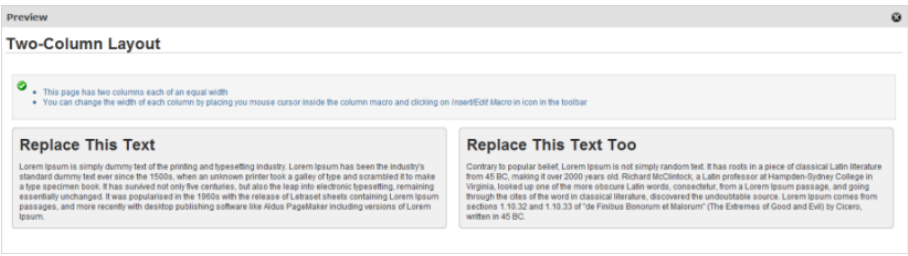 Preview
Two-Column Layout
This page has two columns each of an equal width
You can change the width of each column by placing you mouse cursor inside the column macro and clicking on Insert/Edit Macro in icon in the toolbar
Replace This Text
Lorem Ipsum is simply dummy text of the printing and typesetting industry. Lorem Ipsum has been the industry's
standard dummy text ever since the 1500s, when an unknown printer took a galley of type and scrambled it to make
a type specimen book. It has survived not only five centuries, but also the leap into electronic typesetting, remaining
essentially unchanged. It was popularised in the 1960s with the release of Letraset sheets containing Lorem Ipsum
passages, and more recently with desktop publishing software like Aldus PageMaker including versions of Lorem
Ipsum.
Replace This Text Too
Contrary to popular belief, Lorem Ipsum is not simply random text. It has roots in a piece of classical Latin literature
from 45 BC, making it over 2000 years old. Richard McClintock, a Latin professor at Hampden-Sydney College in
Virginia, looked up one of the more obscure Latin words, consectetur, from a Lorem Ipsum passage, and going
through the cites of the word in classical literature, discovered the undoubtable source. Lorem Ipsum comes from
sections 1.10.32 and 1.10.33 of "de Finibus Bonorum et Malorum" (The Extremes of Good and Evil) by Cicero,
written in 45 BC.